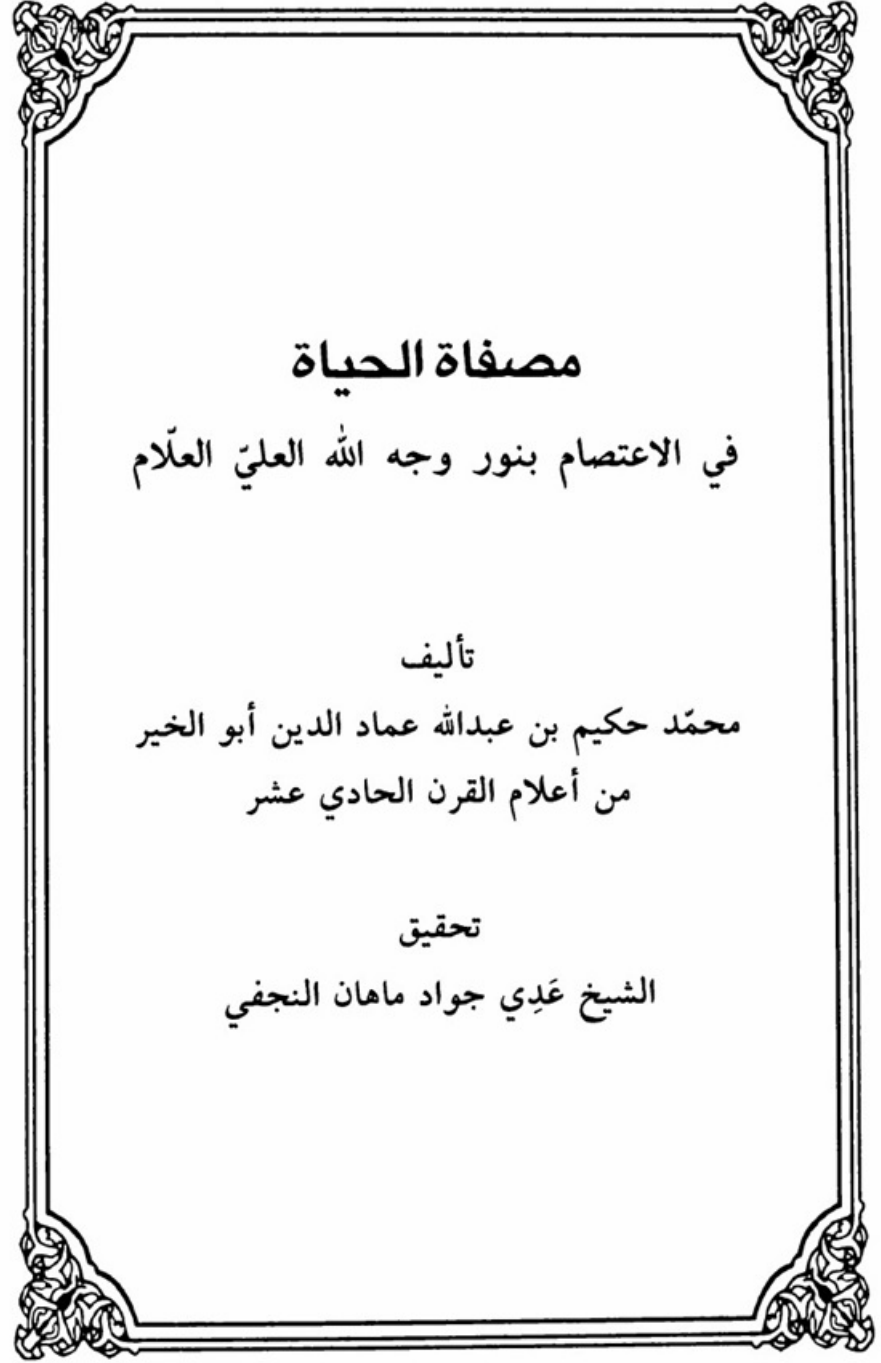 مصفاة الحياة
في الاعتصام بنور وجه الله العليّ العلّام
تأليف
محمّد حكيم بن عبدالله عماد الدين أبو الخير
من أعلام القرن الحادي عشر
تحقيق
الشيخ عَدِي جواد ماهان النجفي